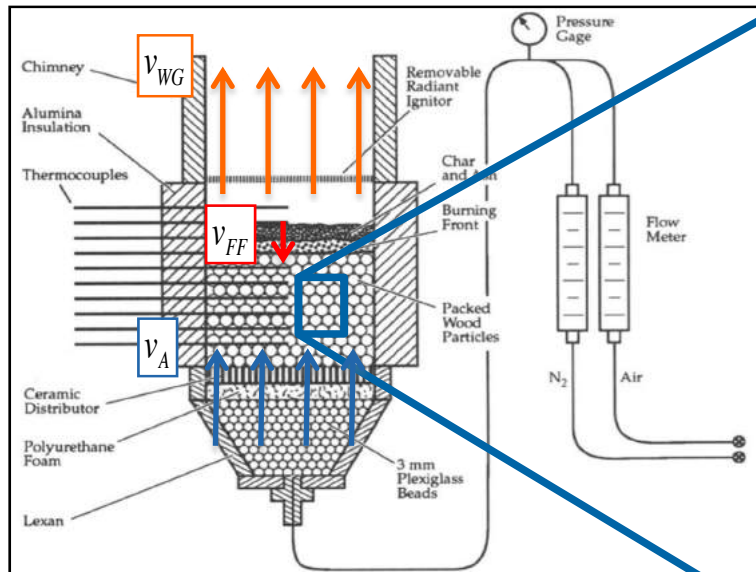 Pressure
Gage
v_WG
Chimney
Removable
Radiant
Ignitor
Alumina
Insulation
Thermocouples
Char
and
Burning
Front
v_FF
Flow
Meter
Packed
Wood
Particles
v_A
N₂
Air
Ceramic
Distributor
Polyurethane
Foam
3 mm
Plexiglass
Beads
Lexan